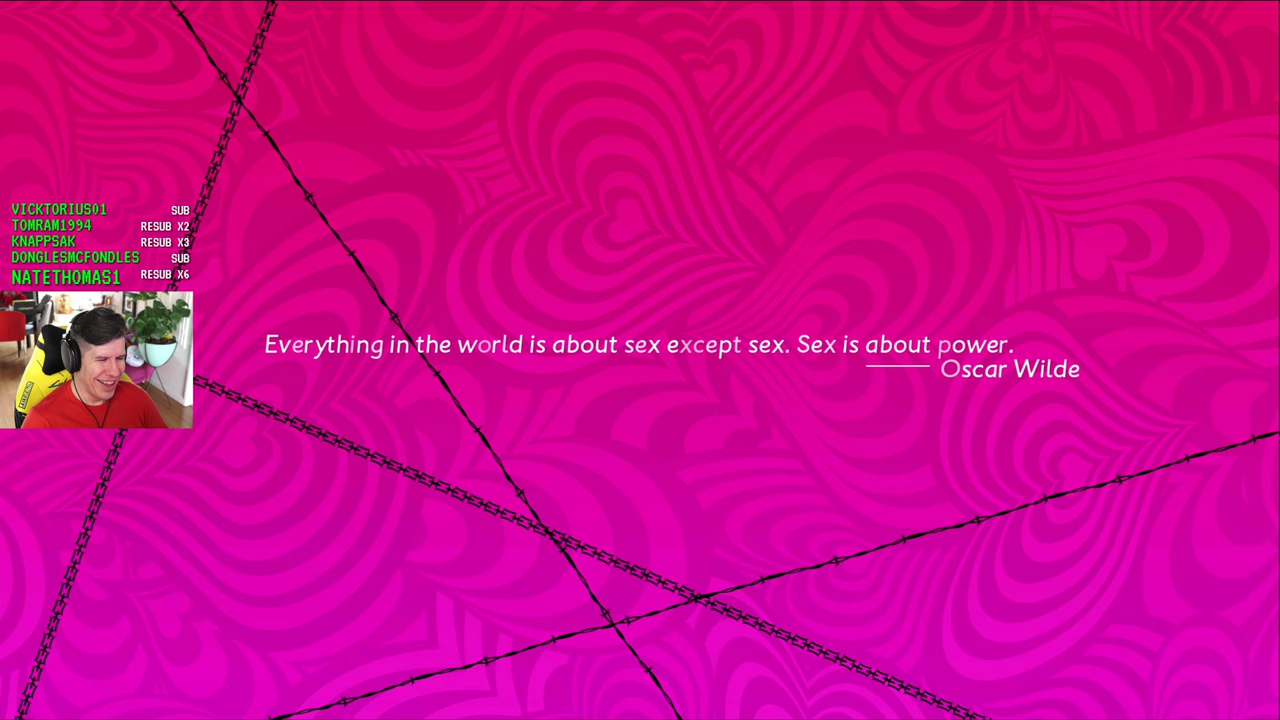 VICKTORIUS01 SUB
TOMRAM1994 RESUB X2
KNAPPSAK RESUB X3
DONGLESMCFONDLES SUB
NATETHOMAS1 RESUB X6
Everything in the world is about sex except sex. Sex is about power.
Oscar Wilde